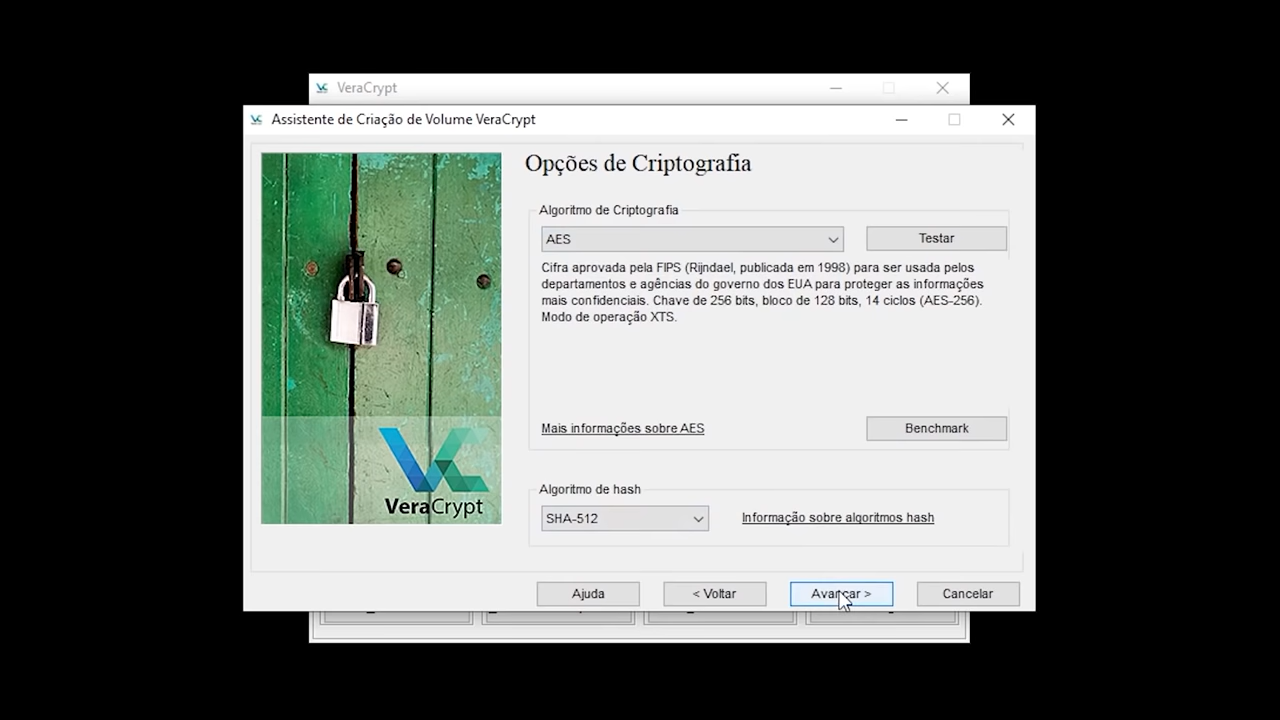 VeraCrypt
Assistente de Criação de Volume VeraCrypt
Opções de Criptografia
Algoritmo de Criptografia
AES
Testar
Cifra aprovada pela FIPS (Rijndael, publicada em 1998) para ser usada pelos
departamentos e agências do governo dos EUA para proteger as informações
mais confidenciais. Chave de 256 bits, bloco de 128 bits, 14 ciclos (AES-256).
Modo de operação XTS.
Mais informações sobre AES
Benchmark
VeraCrypt
Algoritmo de hash
SHA-512
Informação sobre algoritmos hash
Ajuda
< Voltar
Avançar >
Cancelar